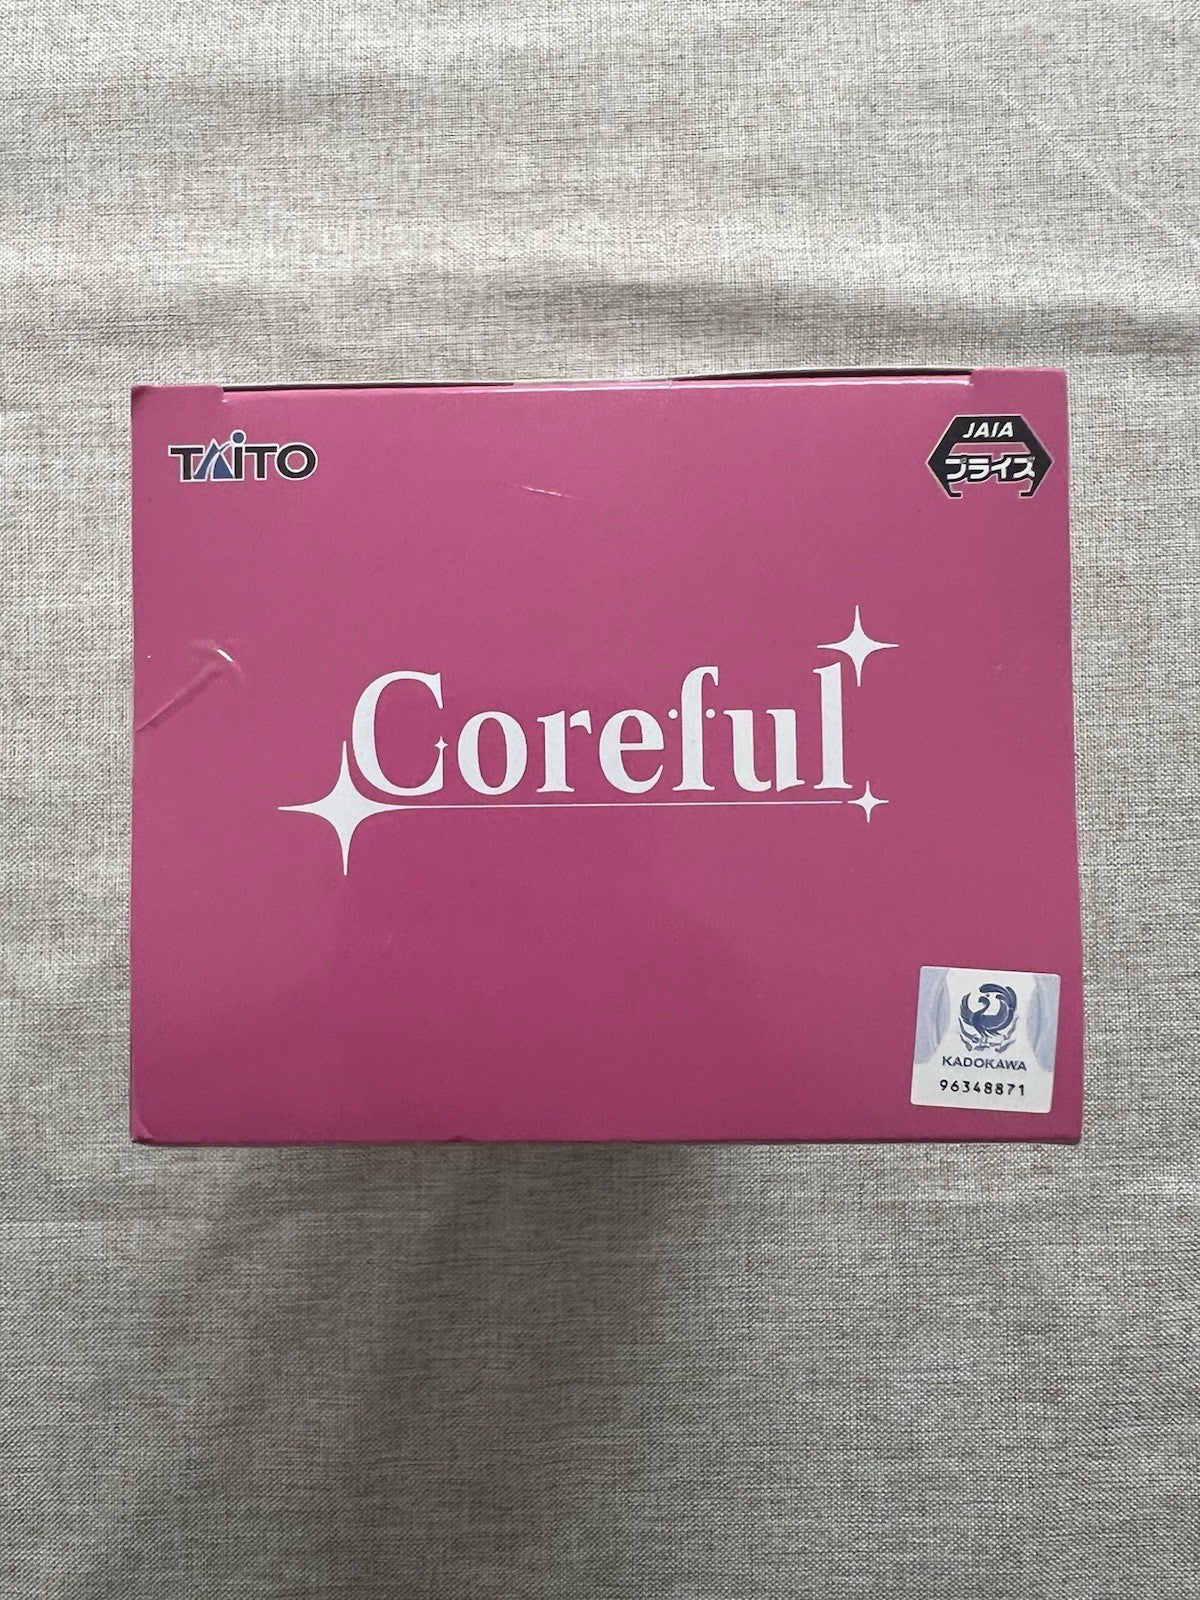 TAITO
JAIA
プライズ
Coreful
KADOKAWA
96348871